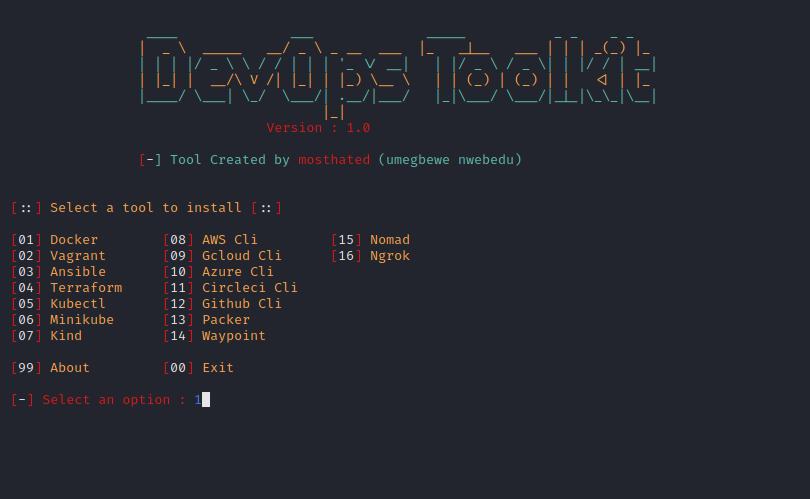 DevOps Toolkit
Version : 1.0
[-] Tool Created by mosthated (umegbewe nwebedu)
[::] Select a tool to install [::]
[01] Docker [08] AWS Cli [15] Nomad
[02] Vagrant [09] Gcloud Cli [16] Ngrok
[03] Ansible [10] Azure Cli
[04] Terraform [11] Circleci Cli
[05] Kubectl [12] Github Cli
[06] Minikube [13] Packer
[07] Kind [14] Waypoint
[99] About [00] Exit
[-] Select an option : 1